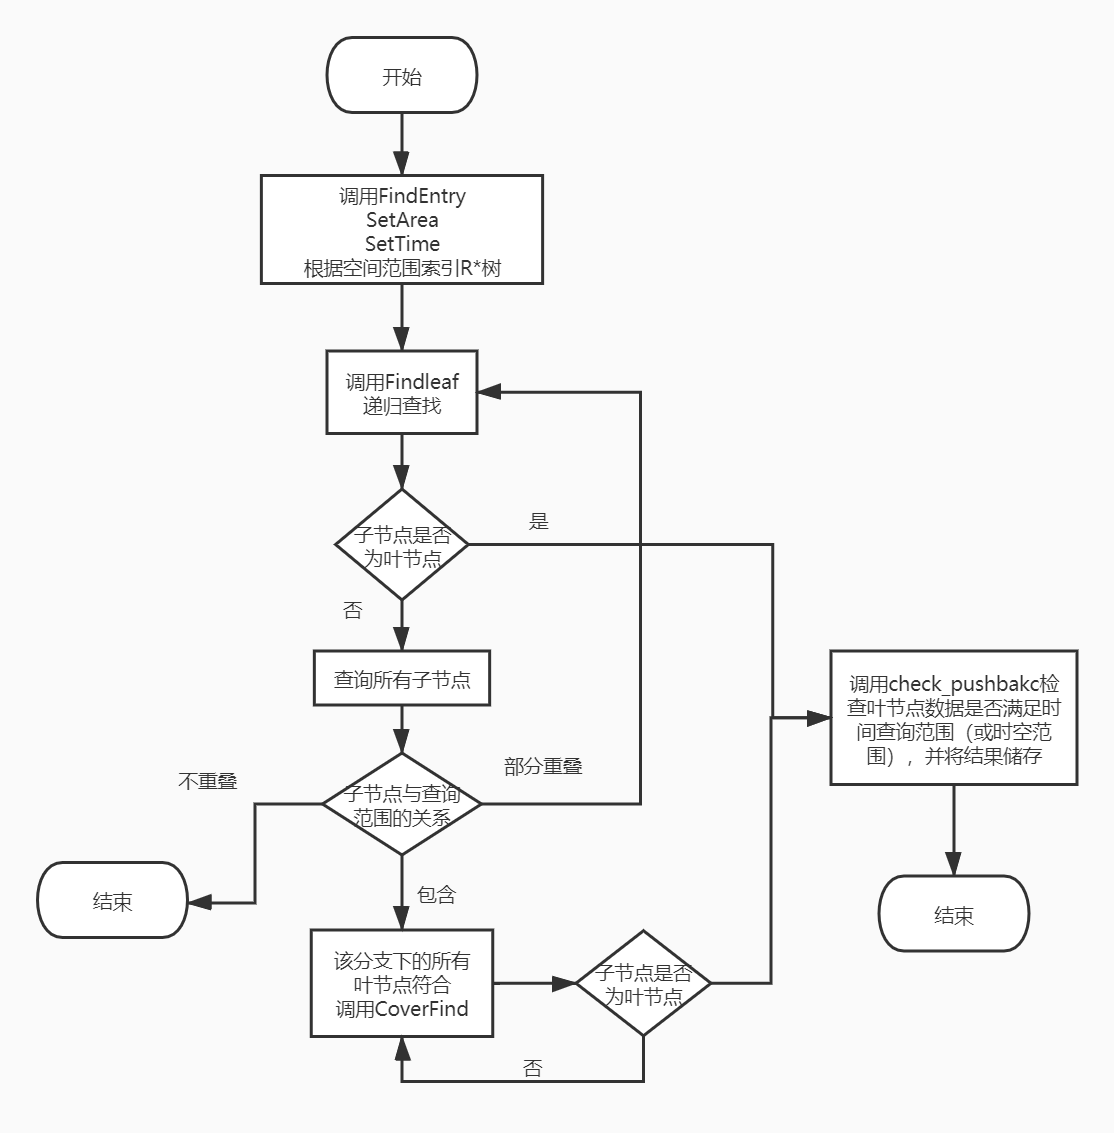 开始
调用FindEntry
SetArea
SetTime
根据空间范围索引R*树
调用Findleaf
递归查找
子节点是否
为叶节点
是
否
查询所有子节点
调用check_pushbakc检
查叶节点数据是否满足时
间查询范围（或时空范
围），并将结果储存
子节点与查询
范围的关系
不重叠
部分重叠
包含
结束
结束
该分支下的所有
叶节点符合
调用CoverFind
子节点是否
为叶节点
否